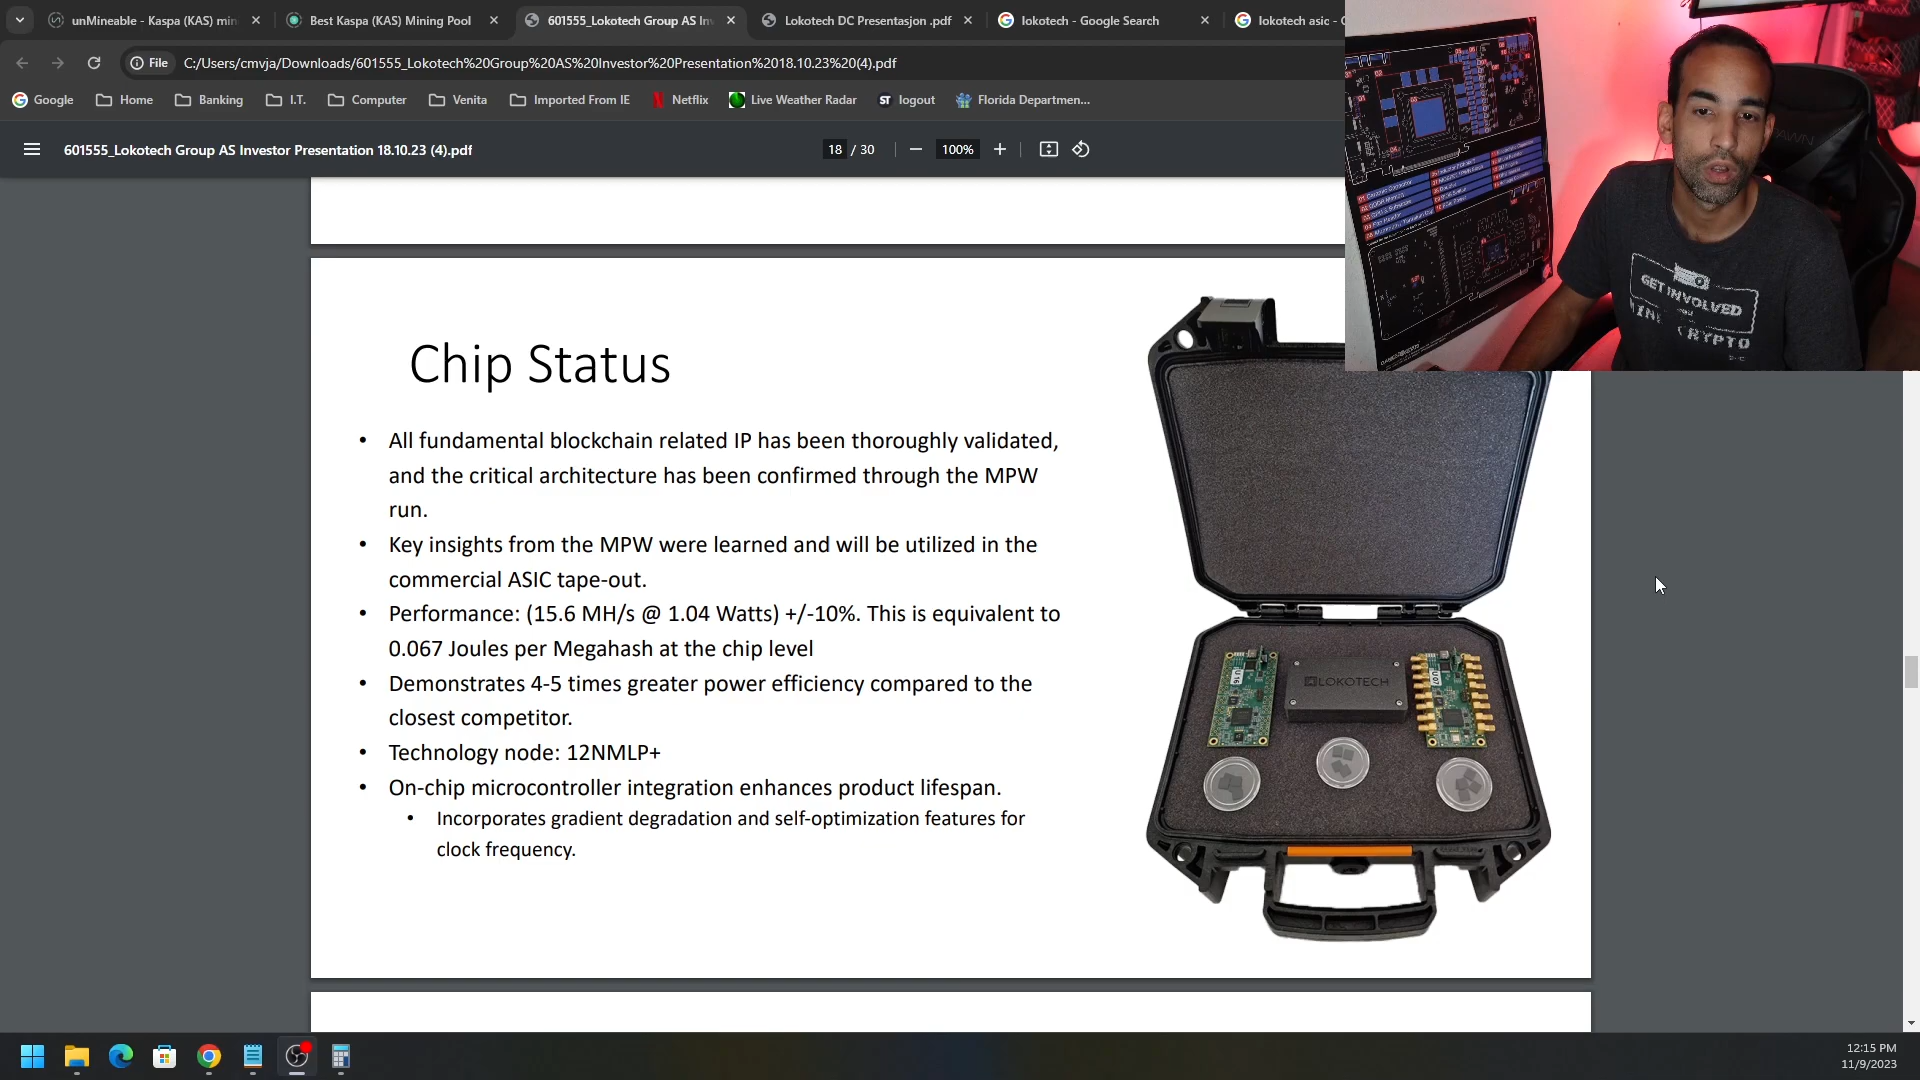 unMineable - Kaspa (KAS) min
Best Kaspa (KAS) Mining Pool
601555_Lokotech Group AS In
Lokotech DC Presentasjon .pdf
lokotech - Google Search
lokotech asic - G
File
C:/Users/cmvja/Downloads/601555_Lokotech%20Group%20AS%20Investor%20Presentation%2018.10.23%20(4).pdf
Google
Home
Banking
I.T.
Computer
Venita
Imported From IE
Netflix
Live Weather Radar
ST logout
Florida Departmen...
601555_Lokotech Group AS Investor Presentation 18.10.23 (4).pdf
18 / 30
100%
GET INVOLVED
MINE CRYPTO
Chip Status
• All fundamental blockchain related IP has been thoroughly validated,
and the critical architecture has been confirmed through the MPW
run.
• Key insights from the MPW were learned and will be utilized in the
commercial ASIC tape-out.
• Performance: (15.6 MH/s @ 1.04 Watts) +/-10%. This is equivalent to
0.067 Joules per Megahash at the chip level
• Demonstrates 4-5 times greater power efficiency compared to the
closest competitor.
• Technology node: 12NMLP+
• On-chip microcontroller integration enhances product lifespan.
• Incorporates gradient degradation and self-optimization features for
clock frequency.
LOKOTECH
12:15 PM
11/9/2023